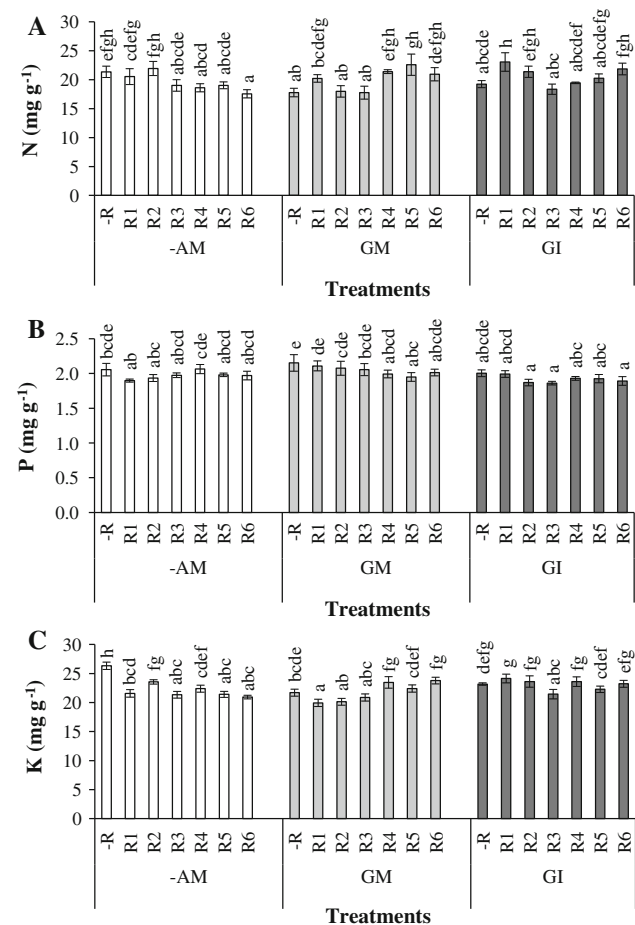 A
N (mg g-1)
30
25
20
15
10
5
0
efgh cdefg fgh abcde abcd abcde a ab bcdefg ab ab efgh gh defgh abcde h efgh abc abcdef abcdefg fgh
-R R1 R2 R3 R4 R5 R6 -R R1 R2 R3 R4 R5 R6 -R R1 R2 R3 R4 R5 R6
-AM GM GI
Treatments
B
P (mg g-1)
2.5
2.0
1.5
1.0
0.5
0.0
bcde ab abc abcd cde abcd abcd e de cde bcde abcd abc abcde abcde abcd a a abc abc a
-R R1 R2 R3 R4 R5 R6 -R R1 R2 R3 R4 R5 R6 -R R1 R2 R3 R4 R5 R6
-AM GM GI
Treatments
C
K (mg g-1)
30
25
20
15
10
5
0
h bcd fg abc cdef abc abc bcde a ab abc fg cdef fg defg g fg abc fg cdef efg
-R R1 R2 R3 R4 R5 R6 -R R1 R2 R3 R4 R5 R6 -R R1 R2 R3 R4 R5 R6
-AM GM GI
Treatments